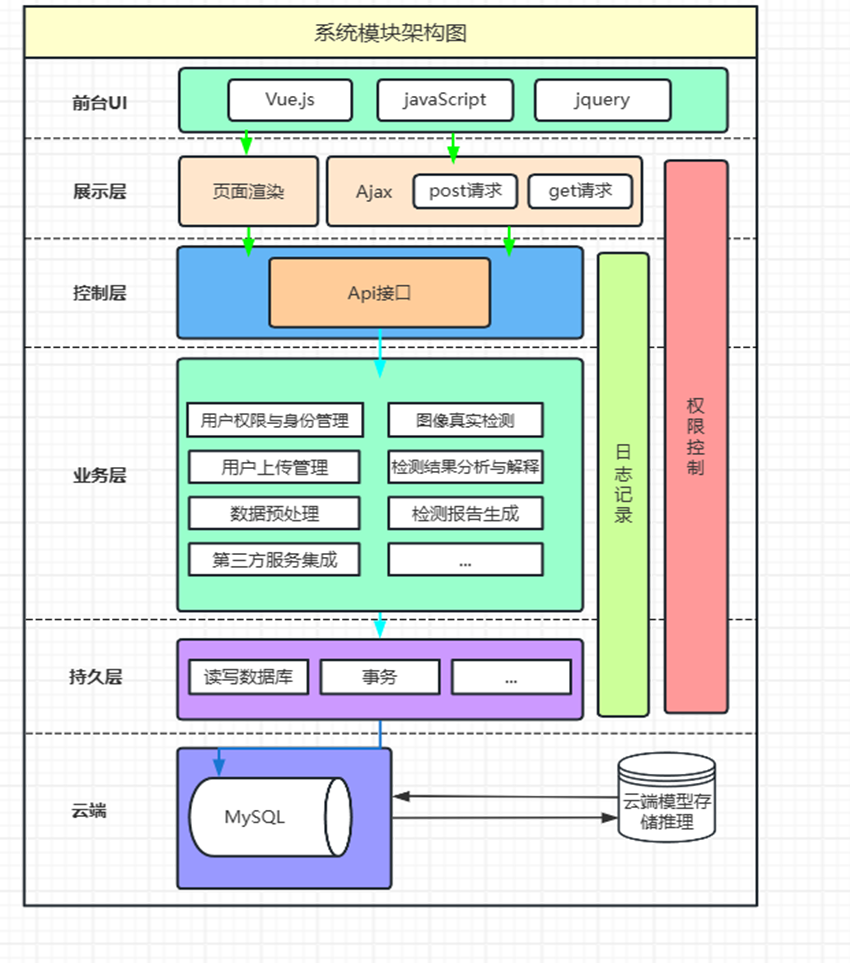 系统模块架构图
前台UI
Vue.js
javaScript
jquery
展示层
页面渲染
Ajax
post请求
get请求
控制层
Api接口
业务层
用户权限与身份管理
图像真实检测
用户上传管理
检测结果分析与解释
数据预处理
检测报告生成
第三方服务集成
...
日志记录
权限控制
持久层
读写数据库
事务
...
云端
MySQL
云端模型存
储推理